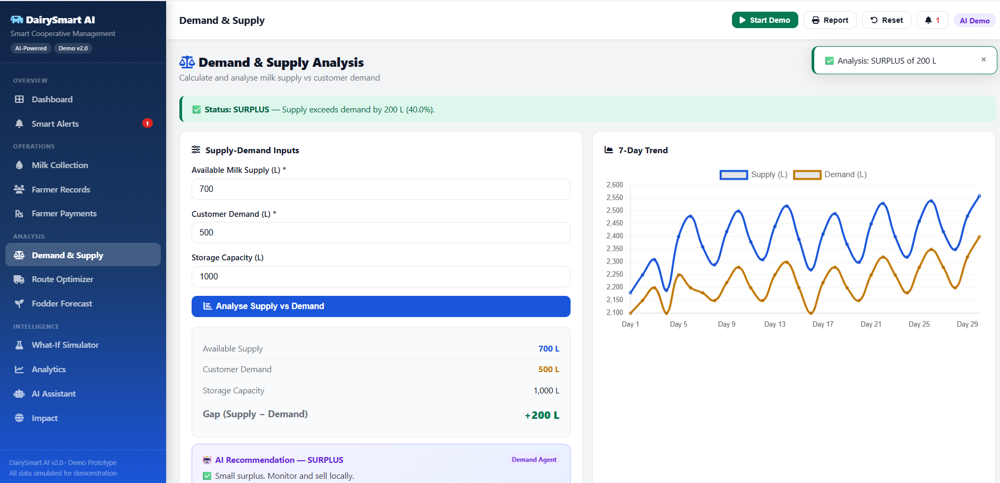 DairySmart AI
Smart Cooperative Management
AI-Powered Demo v2.0
OVERVIEW
Dashboard
Smart Alerts 1
OPERATIONS
Milk Collection
Farmer Records
Rs Farmer Payments
ANALYSIS
Demand & Supply
Route Optimizer
Fodder Forecast
INTELLIGENCE
What-If Simulator
Analytics
AI Assistant
Impact
DairySmart AI v2.0 · Demo Prototype
All data simulated for demonstration
Demand & Supply
Start Demo Report Reset 1 AI Demo
Analysis: SURPLUS of 200 L ×
Demand & Supply Analysis
Calculate and analyse milk supply vs customer demand
Status: SURPLUS — Supply exceeds demand by 200 L (40.0%).
Supply-Demand Inputs
Available Milk Supply (L) *
700
Customer Demand (L) *
500
Storage Capacity (L)
1000
Analyse Supply vs Demand
Available Supply 700 L
Customer Demand 500 L
Storage Capacity 1,000 L
Gap (Supply − Demand) +200 L
AI Recommendation — SURPLUS Demand Agent
Small surplus. Monitor and sell locally.
7-Day Trend
Supply (L) Demand (L)
2,600
2,550
2,500
2,450
2,400
2,350
2,300
2,250
2,200
2,150
2,100
Day 1 Day 5 Day 9 Day 13 Day 17 Day 21 Day 25 Day 29